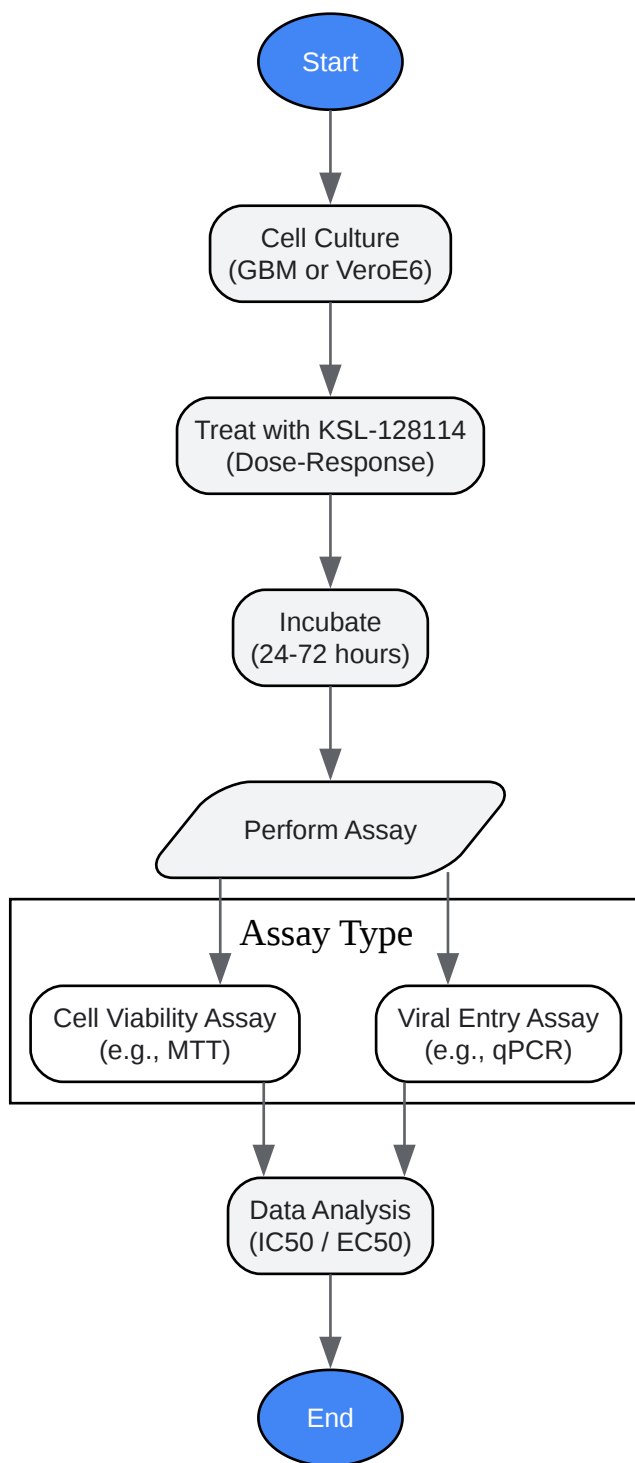 Start
Cell Culture
(GBM or VeroE6)
Treat with KSL-128114
(Dose-Response)
Incubate
(24-72 hours)
Perform Assay
Assay Type
Cell Viability Assay
(e.g., MTT)
Viral Entry Assay
(e.g., qPCR)
Data Analysis
(IC50 / EC50)
End